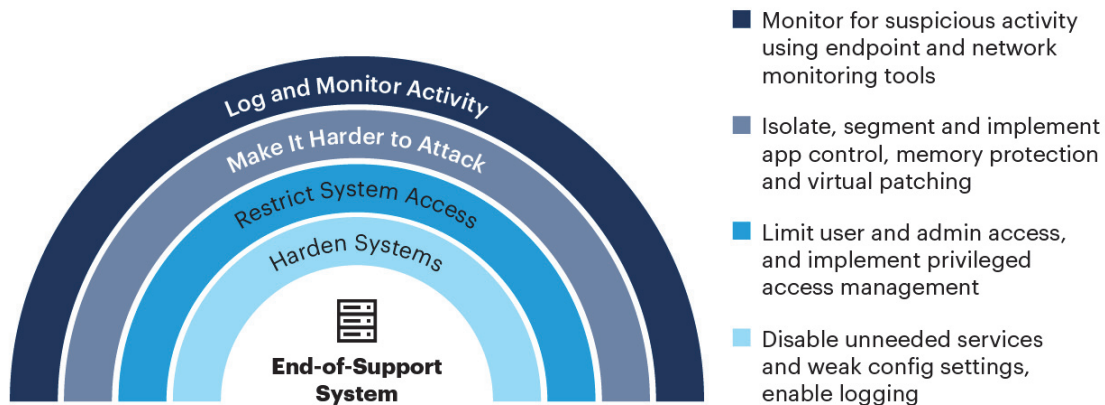 Log and Monitor Activity
Make It Harder to Attack
Restrict System Access
Harden Systems
End-of-Support
System
Monitor for suspicious activity
using endpoint and network
monitoring tools
Isolate, segment and implement
app control, memory protection
and virtual patching
Limit user and admin access,
and implement privileged
access management
Disable unneeded services
and weak config settings,
enable logging